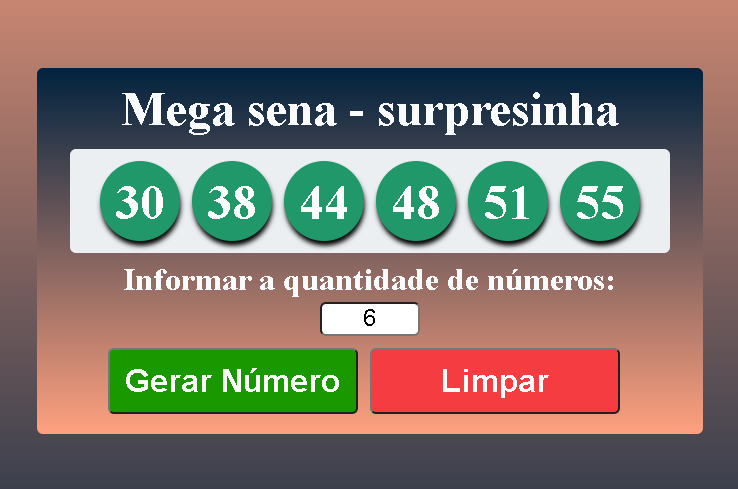 Mega sena - surpresinha
30 38 44 48 51 55
Informar a quantidade de números:
6
Gerar Número Limpar